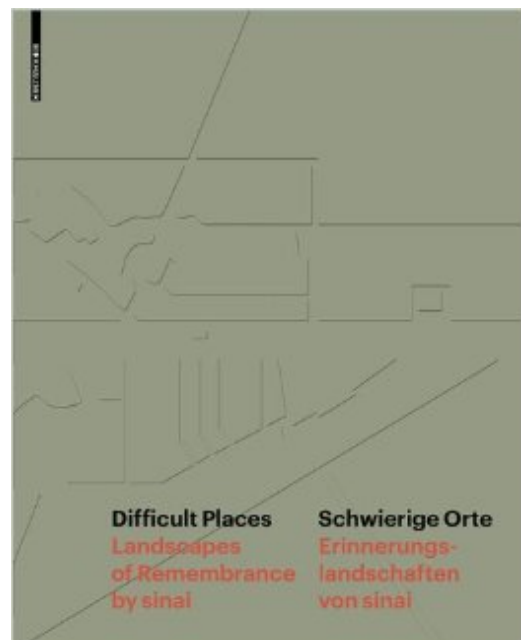 Difficult Places
Landscapes
of Remembrance
by sinai
Schwierige Orte
Erinnerungs-
landschaften
von sinai